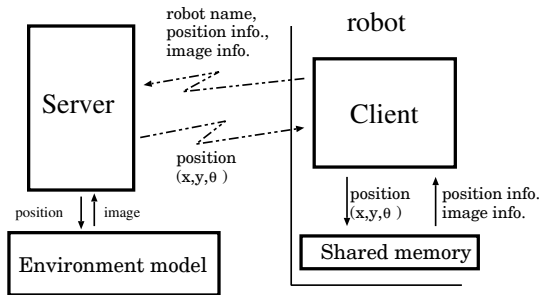 robot name,
position info.,
image info.
robot
Server
Client
position
(x,y,θ )
position
image
position
(x,y,θ )
position info.
image info.
Environment model
Shared memory